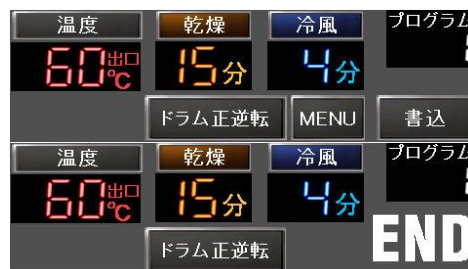 温度 乾燥 冷風 プログラム
60 出口 ℃ 15分 4分
ドラム正逆転 MENU 書込
温度 乾燥 冷風 プログラム
60 出口 ℃ 15分 4分
ドラム正逆転 END